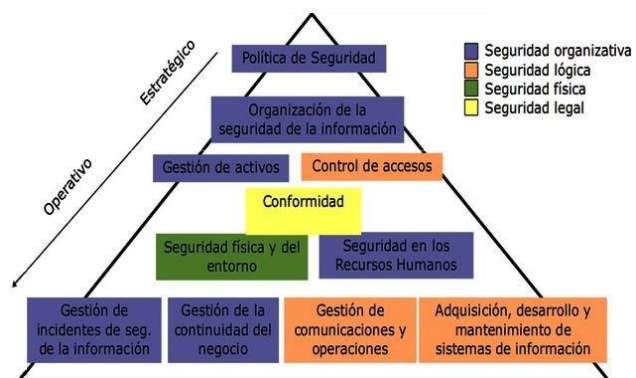 Política de Seguridad
Organización de la
seguridad de la información
Gestión de activos
Control de accesos
Conformidad
Seguridad física y del
entorno
Seguridad en los
Recursos Humanos
Gestión de
incidentes de seg.
de la información
Gestión de la
continuidad del
negocio
Gestión de
comunicaciones y
operaciones
Adquisición, desarrollo y
mantenimiento de
sistemas de información
Estratégico
Operativo
Seguridad organizativa
Seguridad lógica
Seguridad física
Seguridad legal